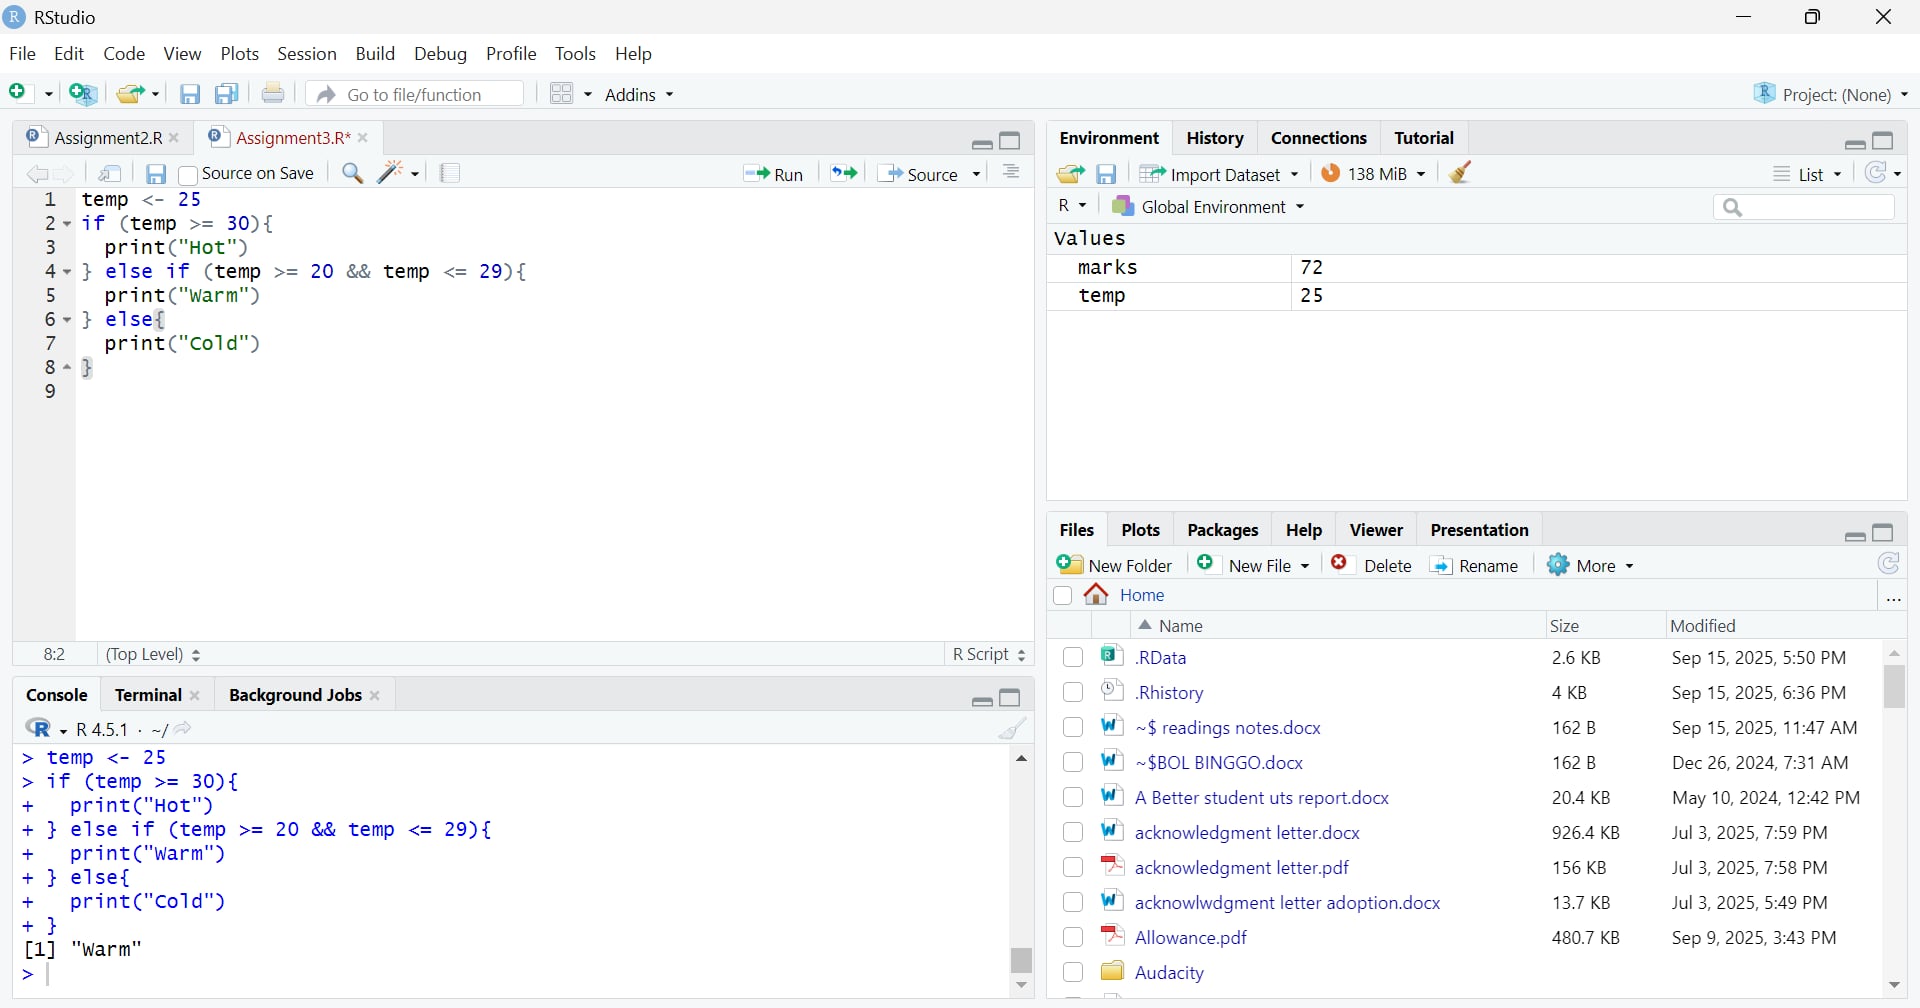 RStudio
File Edit Code View Plots Session Build Debug Profile Tools Help
Go to file/function Addins Project: (None)
Assignment2.R Assignment3.R*
Source on Save Run Source
1 temp <- 25
2 if (temp >= 30){
3 print("Hot")
4 } else if (temp >= 20 && temp <= 29){
5 print("Warm")
6 } else{
7 print("Cold")
8 }
9
8:2 (Top Level) R Script
Console Terminal Background Jobs
R 4.5.1 · ~/
> temp <- 25
> if (temp >= 30){
+ print("Hot")
+ } else if (temp >= 20 && temp <= 29){
+ print("Warm")
+ } else{
+ print("Cold")
+ }
[1] "Warm"
>
Environment History Connections Tutorial
Import Dataset 138 MiB List
R Global Environment
Values
marks 72
temp 25
Files Plots Packages Help Viewer Presentation
New Folder New File Delete Rename More
Home ...
Name Size Modified
.RData 2.6 KB Sep 15, 2025, 5:50 PM
.Rhistory 4 KB Sep 15, 2025, 6:36 PM
~$ readings notes.docx 162 B Sep 15, 2025, 11:47 AM
~$BOL BINGGO.docx 162 B Dec 26, 2024, 7:31 AM
A Better student uts report.docx 20.4 KB May 10, 2024, 12:42 PM
acknowledgment letter.docx 926.4 KB Jul 3, 2025, 7:59 PM
acknowledgment letter.pdf 156 KB Jul 3, 2025, 7:58 PM
acknowlwdgment letter adoption.docx 13.7 KB Jul 3, 2025, 5:49 PM
Allowance.pdf 480.7 KB Sep 9, 2025, 3:43 PM
Audacity